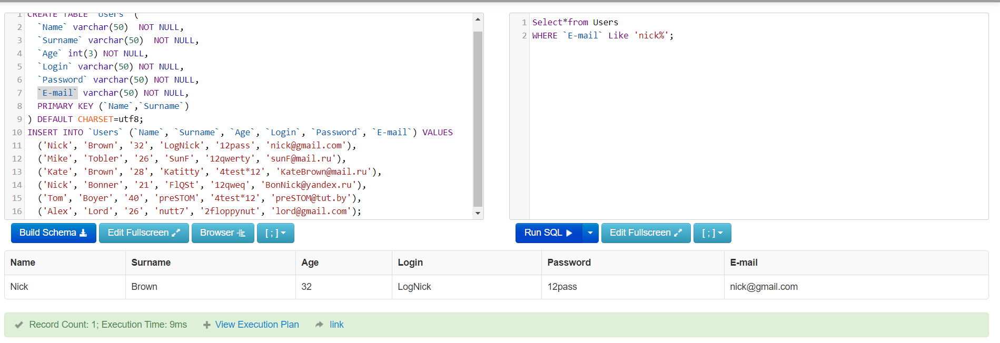 1 CREATE TABLE `Users` (
2 `Name` varchar(50)  NOT NULL,
3 `Surname` varchar(50)  NOT NULL,
4 `Age` int(3) NOT NULL,
5 `Login` varchar(50) NOT NULL,
6 `Password` varchar(50) NOT NULL,
7 `E-mail` varchar(50) NOT NULL,
8 PRIMARY KEY (`Name`,`Surname`)
9 ) DEFAULT CHARSET=utf8;
10 INSERT INTO `Users` (`Name`, `Surname`, `Age`, `Login`, `Password`, `E-mail`) VALUES
11 ('Nick', 'Brown', '32', 'LogNick', '12pass', 'nick@gmail.com'),
12 ('Mike', 'Tobler', '26', 'SunF', '12qwerty', 'sunF@mail.ru'),
13 ('Kate', 'Brown', '28', 'Katitty', '4test*12', 'KateBrown@mail.ru'),
14 ('Nick', 'Bonner', '21', 'FlQSt', '12qweq', 'BonNick@yandex.ru'),
15 ('Tom', 'Boyer', '40', 'preSTOM', '4test*12', 'preSTOM@tut.by'),
16 ('Alex', 'Lord', '26', 'nutt7', '2floppynut', 'lord@gmail.com');
1 Select*from Users
2 WHERE `E-mail` Like 'nick%';
Build Schema Edit Fullscreen Browser [ ; ]
Run SQL Edit Fullscreen [ ; ]
Name Surname Age Login Password E-mail
Nick Brown 32 LogNick 12pass nick@gmail.com
Record Count: 1; Execution Time: 9ms View Execution Plan link